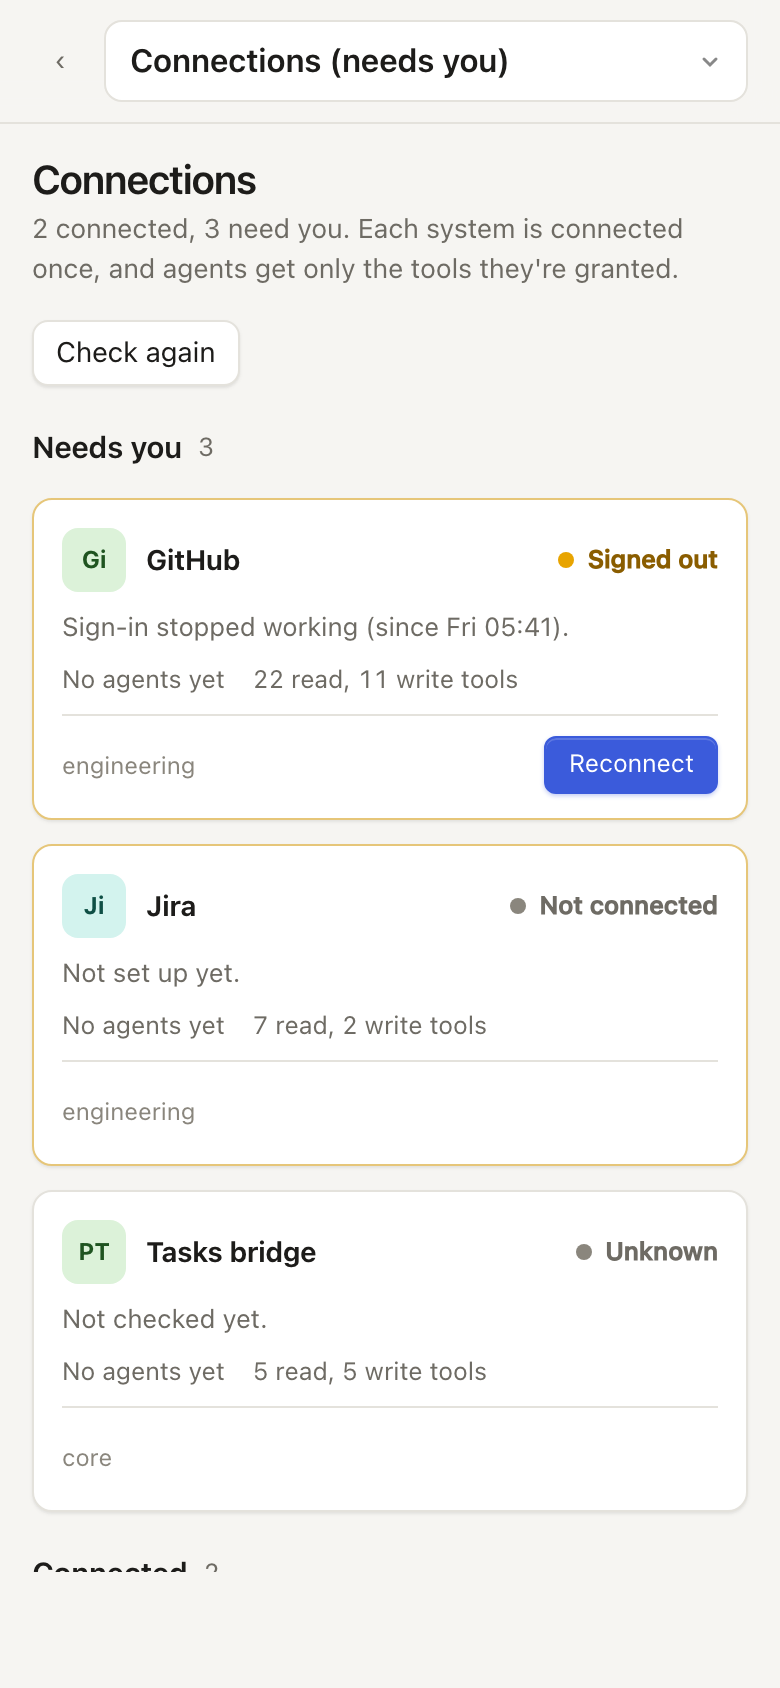 ‹
Connections (needs you)
Connections
2 connected, 3 need you. Each system is connected
once, and agents get only the tools they're granted.
Check again
Needs you 3
Gi GitHub Signed out
Sign-in stopped working (since Fri 05:41).
No agents yet 22 read, 11 write tools
engineering Reconnect
Ji Jira Not connected
Not set up yet.
No agents yet 7 read, 2 write tools
engineering
PT Tasks bridge Unknown
Not checked yet.
No agents yet 5 read, 5 write tools
core
Connected 2